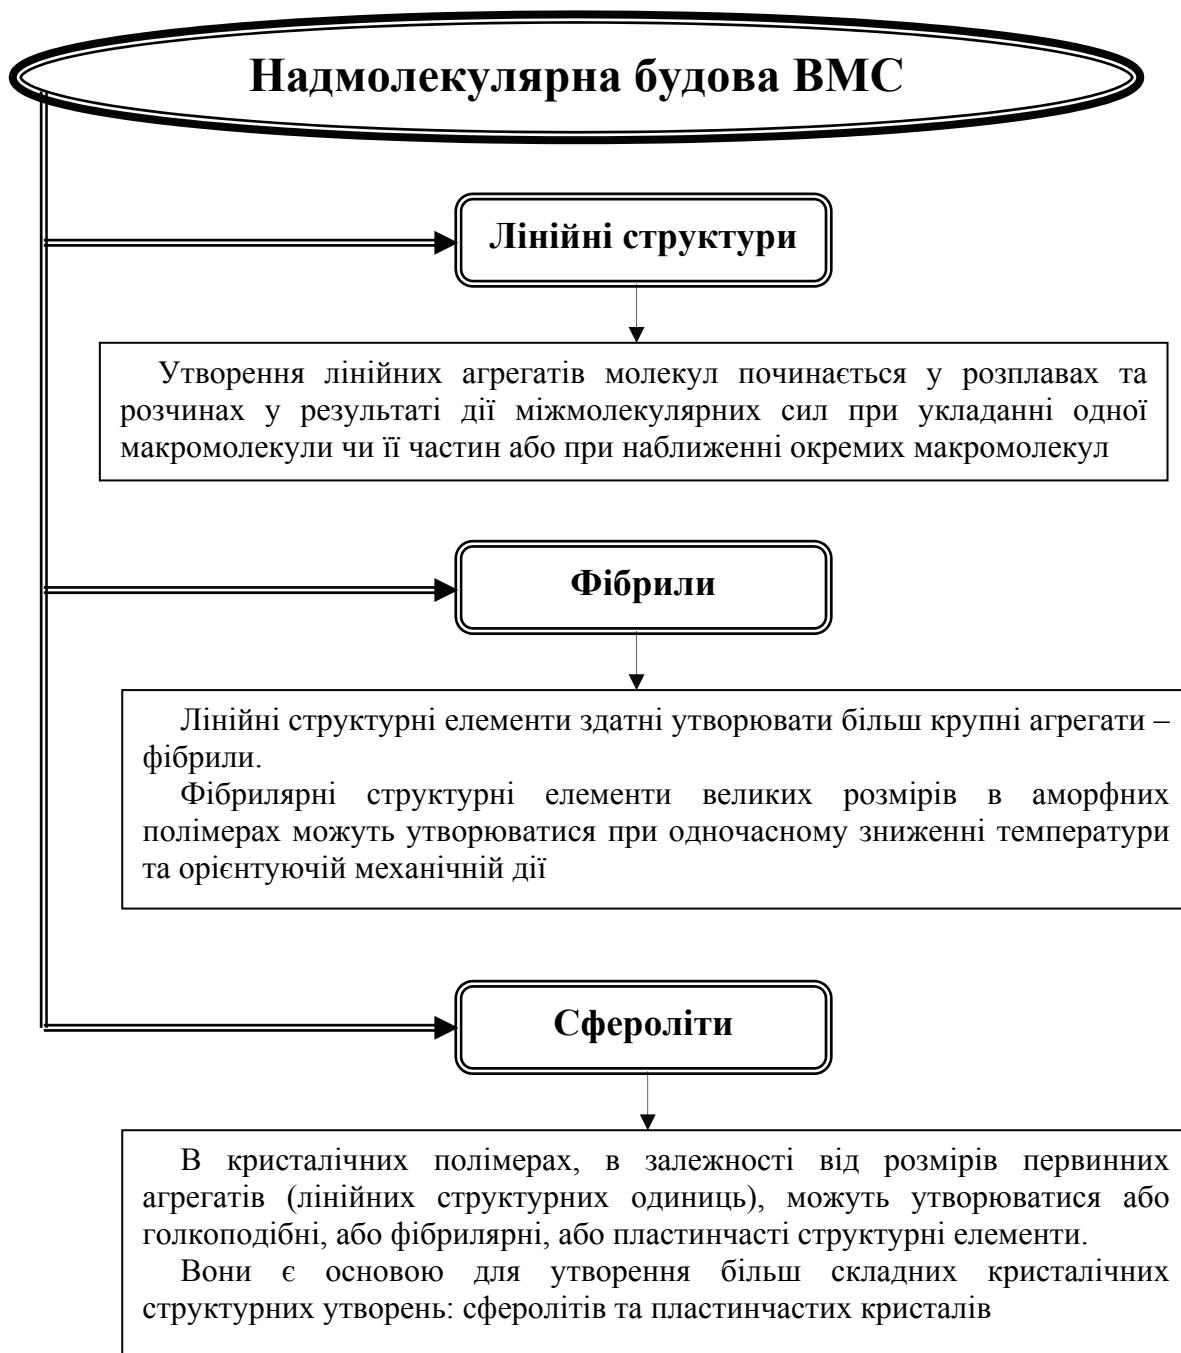 Надмолекулярна будова ВМС
Лінійні структури
Утворення лінійних агрегатів молекул починається у розплавах та
розчинах у результаті дії міжмолекулярних сил при укладанні одної
макромолекули чи її частин або при наближенні окремих макромолекул
Фібрили
Лінійні структурні елементи здатні утворювати більш крупні агрегати –
фібрили.
Фібрилярні структурні елементи великих розмірів в аморфних
полімерах можуть утворюватися при одночасному зниженні температури
та орієнтуючій механічній дії
Сфероліти
В кристалічних полімерах, в залежності від розмірів первинних
агрегатів (лінійних структурних одиниць), можуть утворюватися або
голкоподібні, або фібрилярні, або пластинчасті структурні елементи.
Вони є основою для утворення більш складних кристалічних
структурних утворень: сферолітів та пластинчастих кристалів